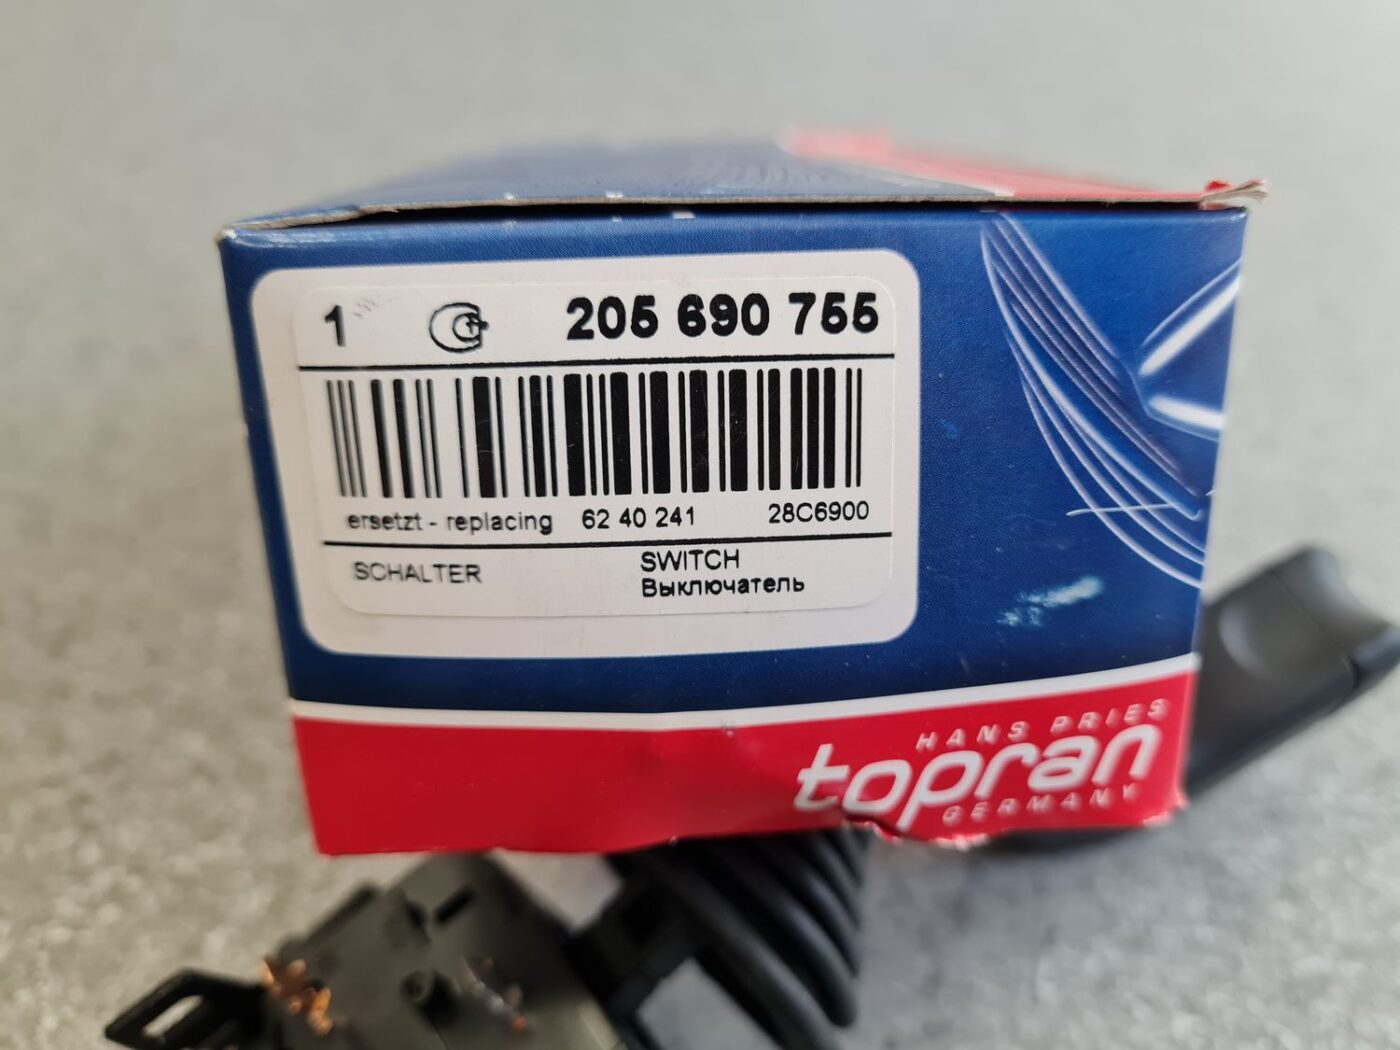 1 205 690 755
ersetzt - replacing 62 40 241 28C6900
SCHALTER
SWITCH
Выключатель
HANS PRIES
topran
GERMANY